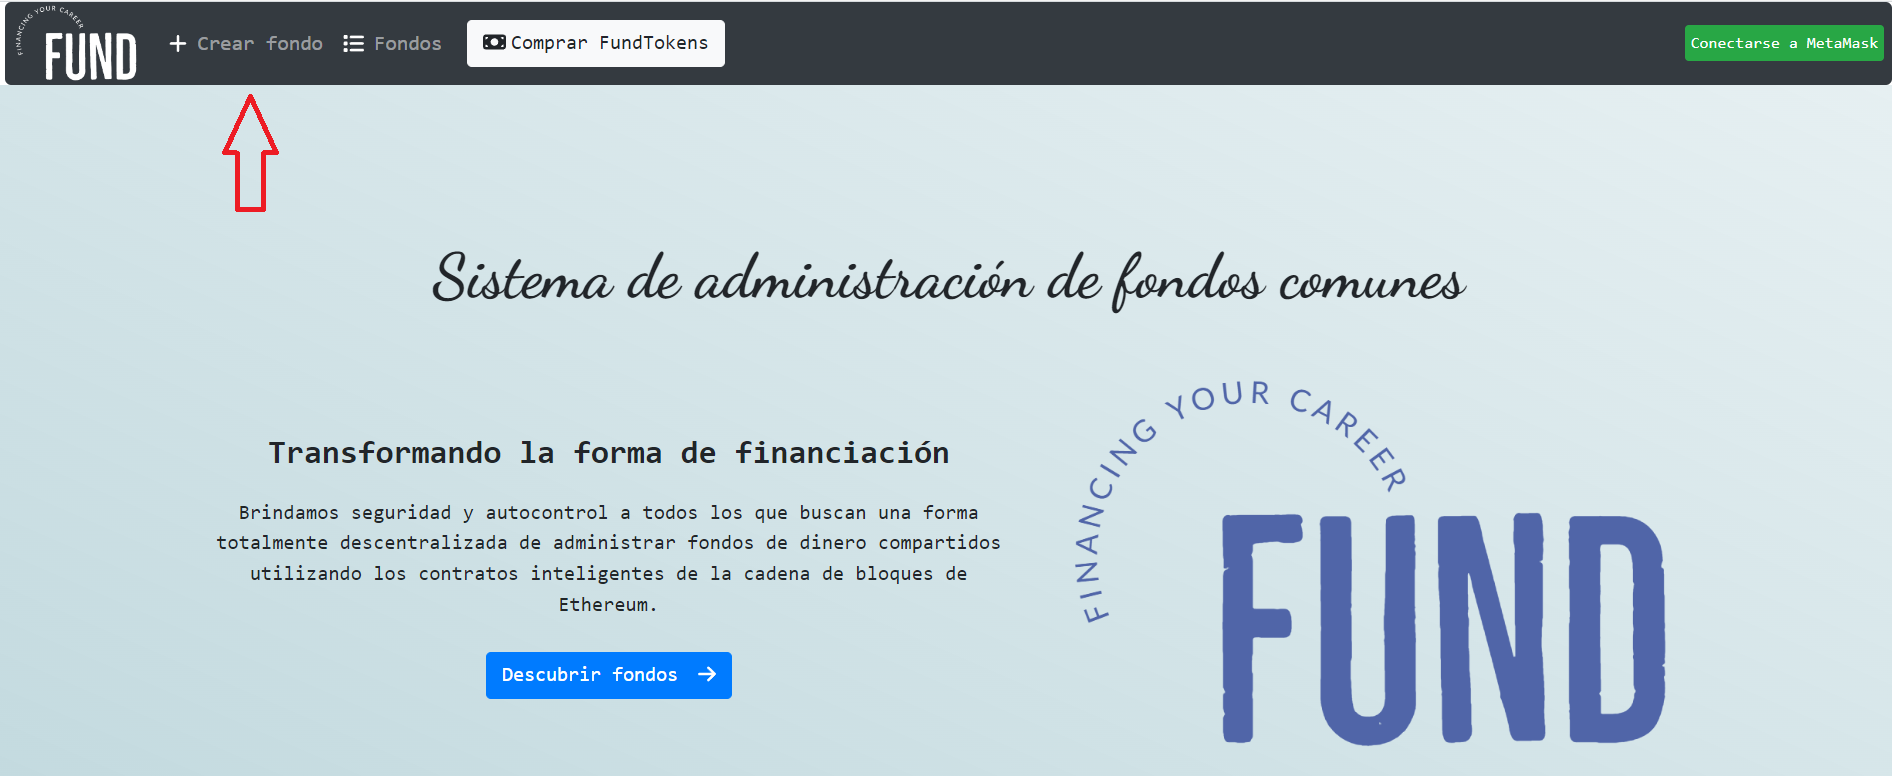 FINANCING YOUR CAREER
FUND
Crear fondo
Fondos
Comprar FundTokens
Conectarse a MetaMask
Sistema de administración de fondos comunes
Transformando la forma de financiación
Brindamos seguridad y autocontrol a todos los que buscan una forma
totalmente descentralizada de administrar fondos de dinero compartidos
utilizando los contratos inteligentes de la cadena de bloques de
Ethereum.
Descubrir fondos
FINANCING YOUR CAREER
FUND